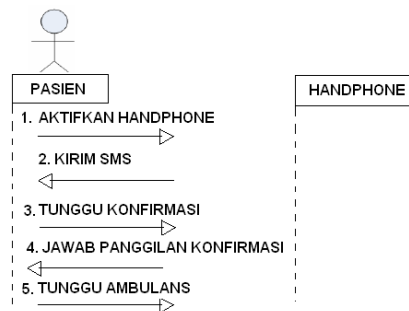 PASIEN
HANDPHONE
1. AKTIFKAN HANDPHONE
2. KIRIM SMS
3. TUNGGU KONFIRMASI
4. JAWAB PANGGILAN KONFIRMASI
5. TUNGGU AMBULANS